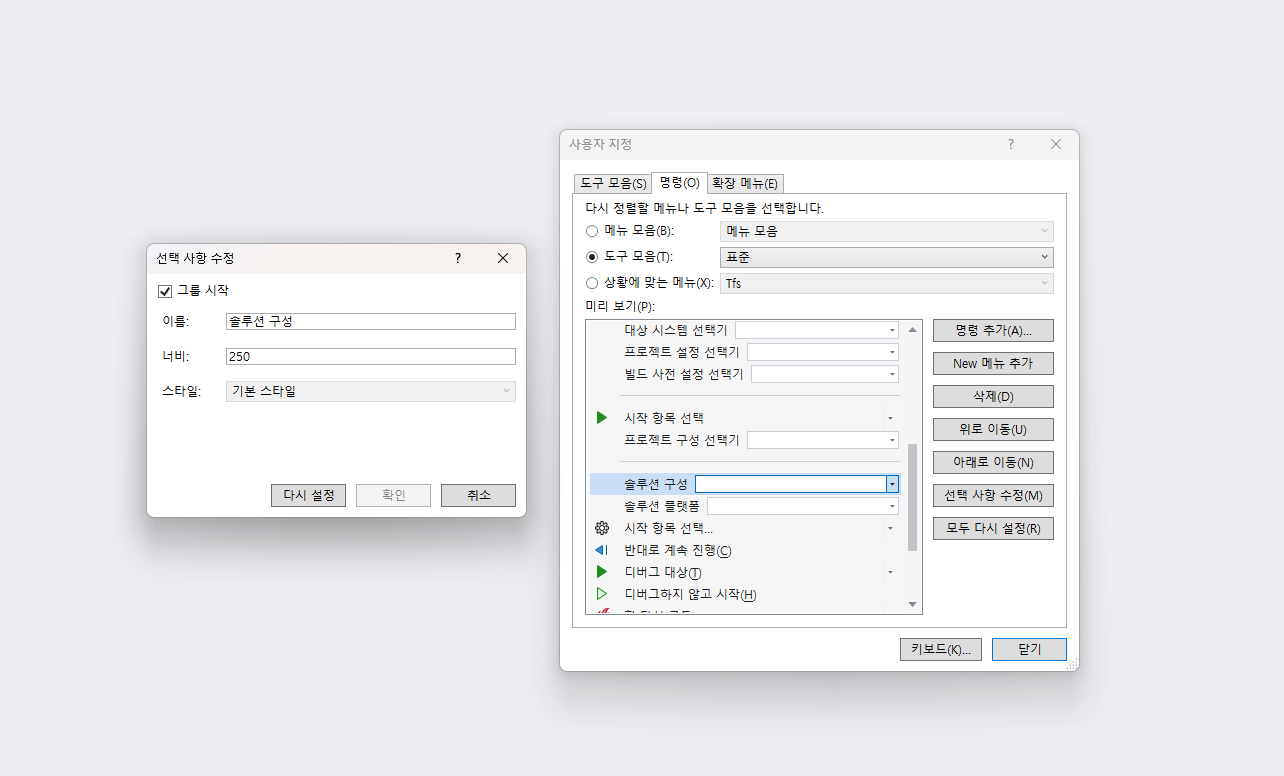 선택 사항 수정
그룹 시작
이름: 솔루션 구성
너비: 250
스타일: 기본 스타일
다시 설정 확인 취소
사용자 지정
도구 모음(S) 명령(O) 확장 메뉴(E)
다시 정렬할 메뉴나 도구 모음을 선택합니다.
메뉴 모음(B): 메뉴 모음
도구 모음(T): 표준
상황에 맞는 메뉴(X): Tfs
미리 보기(P):
대상 시스템 선택기
프로젝트 설정 선택기
빌드 사전 설정 선택기
시작 항목 선택
프로젝트 구성 선택기
솔루션 구성
솔루션 플랫폼
시작 항목 선택...
반대로 계속 진행(C)
디버그 대상(T)
디버그하지 않고 시작(H)
명령 추가(A)...
New 메뉴 추가
삭제(D)
위로 이동(U)
아래로 이동(N)
선택 사항 수정(M)
모두 다시 설정(R)
키보드(K)... 닫기